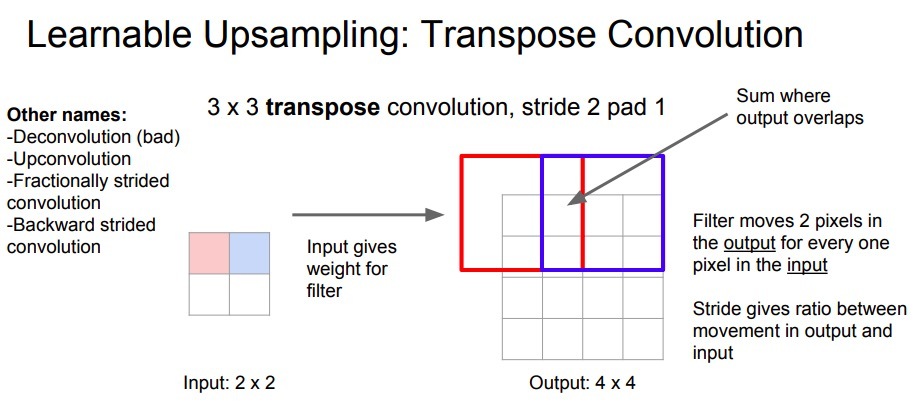 Learnable Upsampling: Transpose Convolution
Other names:
-Deconvolution (bad)
-Upconvolution
-Fractionally strided
convolution
-Backward strided
convolution
3 x 3 transpose convolution, stride 2 pad 1
Sum where
output overlaps
Input gives
weight for
filter
Filter moves 2 pixels in
the output for every one
pixel in the input
Stride gives ratio between
movement in output and
input
Input: 2 x 2
Output: 4 x 4